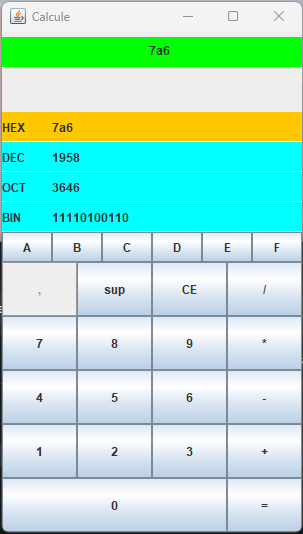 Calcule
7a6
HEX 7a6
DEC 1958
OCT 3646
BIN 11110100110
A B C D E F
, sup CE /
7 8 9 *
4 5 6 -
1 2 3 +
0 =